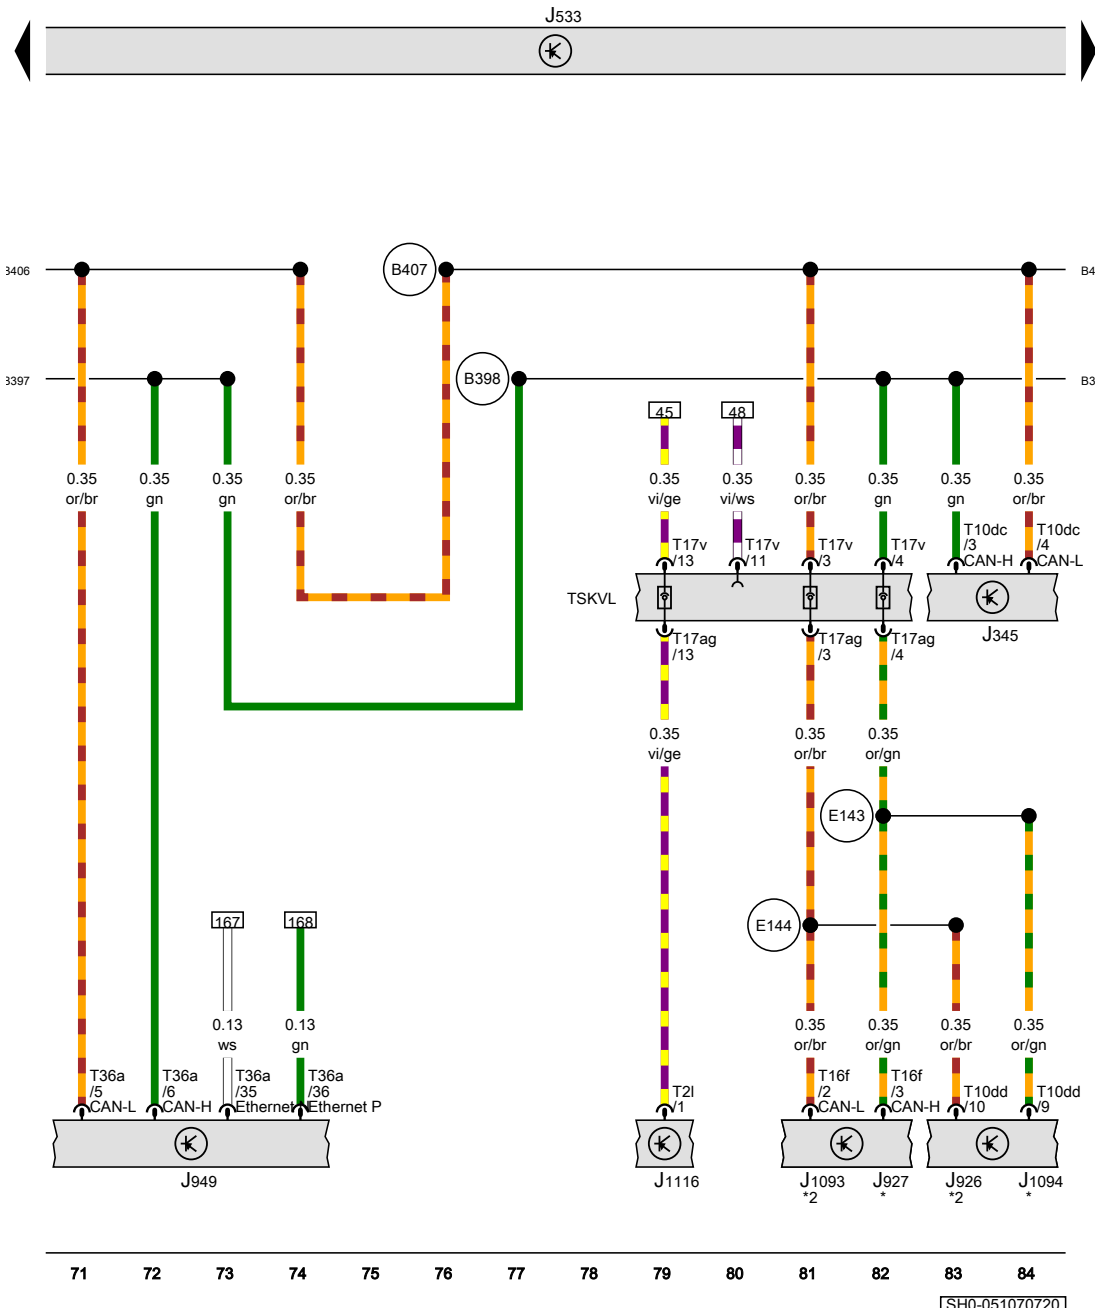 J533
B407
B398
45
48
0.35
or/br
0.35
gn
0.35
gn
0.35
or/br
0.35
vi/ge
0.35
vi/ws
0.35
or/br
0.35
gn
0.35
gn
0.35
or/br
T17v
/13
T17v
/11
T17v
/3
T17v
/4
T10dc
/3
CAN-H
T10dc
/4
CAN-L
TSKVL
J345
T17ag
/13
T17ag
/3
T17ag
/4
0.35
vi/ge
0.35
or/br
0.35
or/gn
E143
E144
167
168
0.13
ws
0.13
gn
0.35
or/br
0.35
or/gn
0.35
or/br
0.35
or/gn
T36a
/5
CAN-L
T36a
/6
CAN-H
T36a
/35
Ethernet
T36a
/36
Ethernet P
T2l
/1
T16f
/2
CAN-L
T16f
/3
CAN-H
T10dd
/10
T10dd
/9
J949
J1116
J1093
*2
J927
*
J926
*2
J1094
*
71 72 73 74 75 76 77 78 79 80 81 82 83 84
SH0-051070720